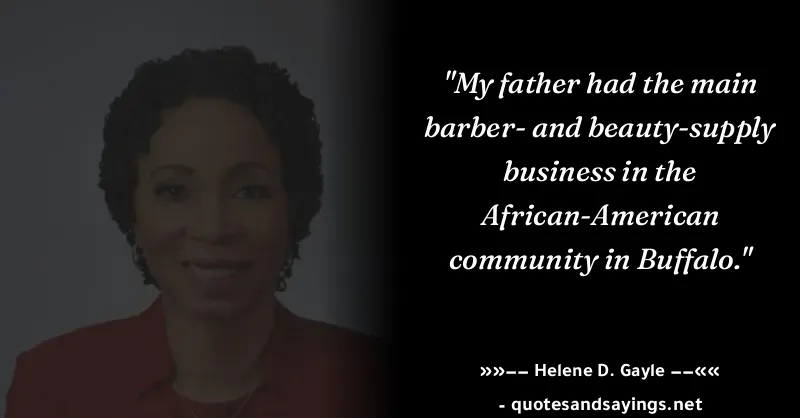 "My father had the main
barber- and beauty-supply
business in the
African-American
community in Buffalo."
»»−− Helene D. Gayle −−««
- quotesandsayings.net